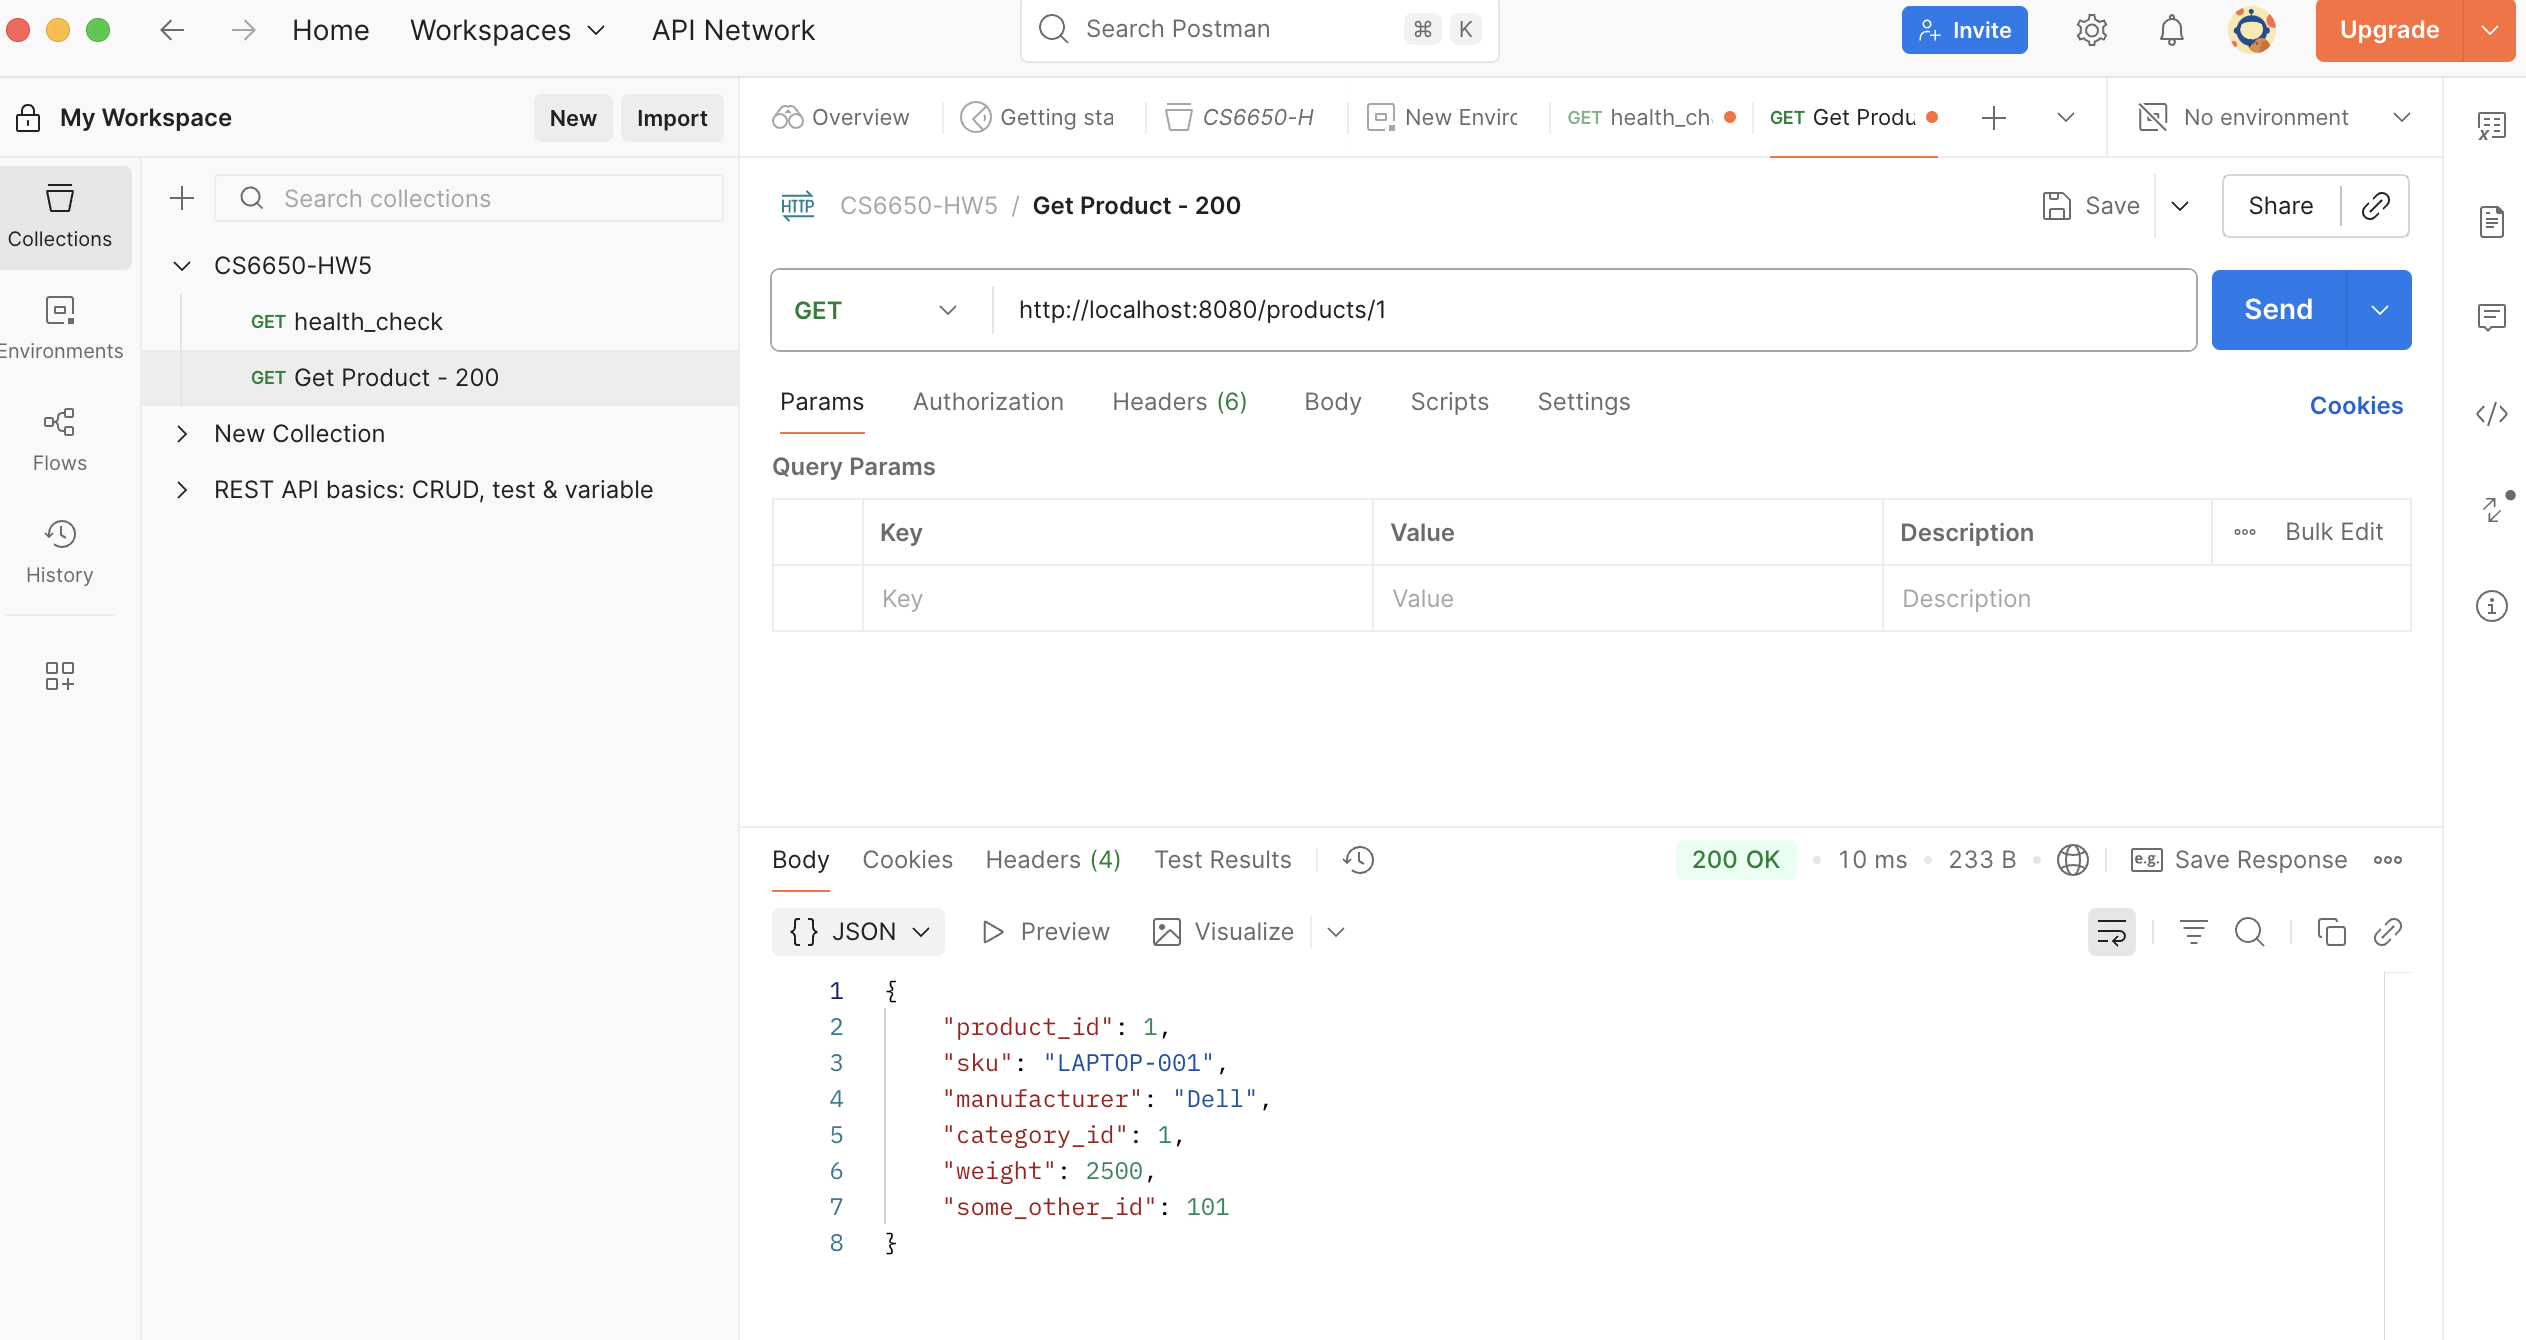 Home Workspaces API Network Search Postman ⌘ K Invite Upgrade
My Workspace New Import
Overview Getting sta CS6650-H New Envirc GET health_ch GET Get Produ No environment
Collections
Environments
Flows
History
Search collections
CS6650-HW5
GET health_check
GET Get Product - 200
New Collection
REST API basics: CRUD, test & variable
HTTP CS6650-HW5 / Get Product - 200 Save Share
GET http://localhost:8080/products/1 Send
Params Authorization Headers (6) Body Scripts Settings Cookies
Query Params
Key Value Description Bulk Edit
Key Value Description
Body Cookies Headers (4) Test Results 200 OK 10 ms 233 B e.g. Save Response
{} JSON Preview Visualize
1 {
2 "product_id": 1,
3 "sku": "LAPTOP-001",
4 "manufacturer": "Dell",
5 "category_id": 1,
6 "weight": 2500,
7 "some_other_id": 101
8 }